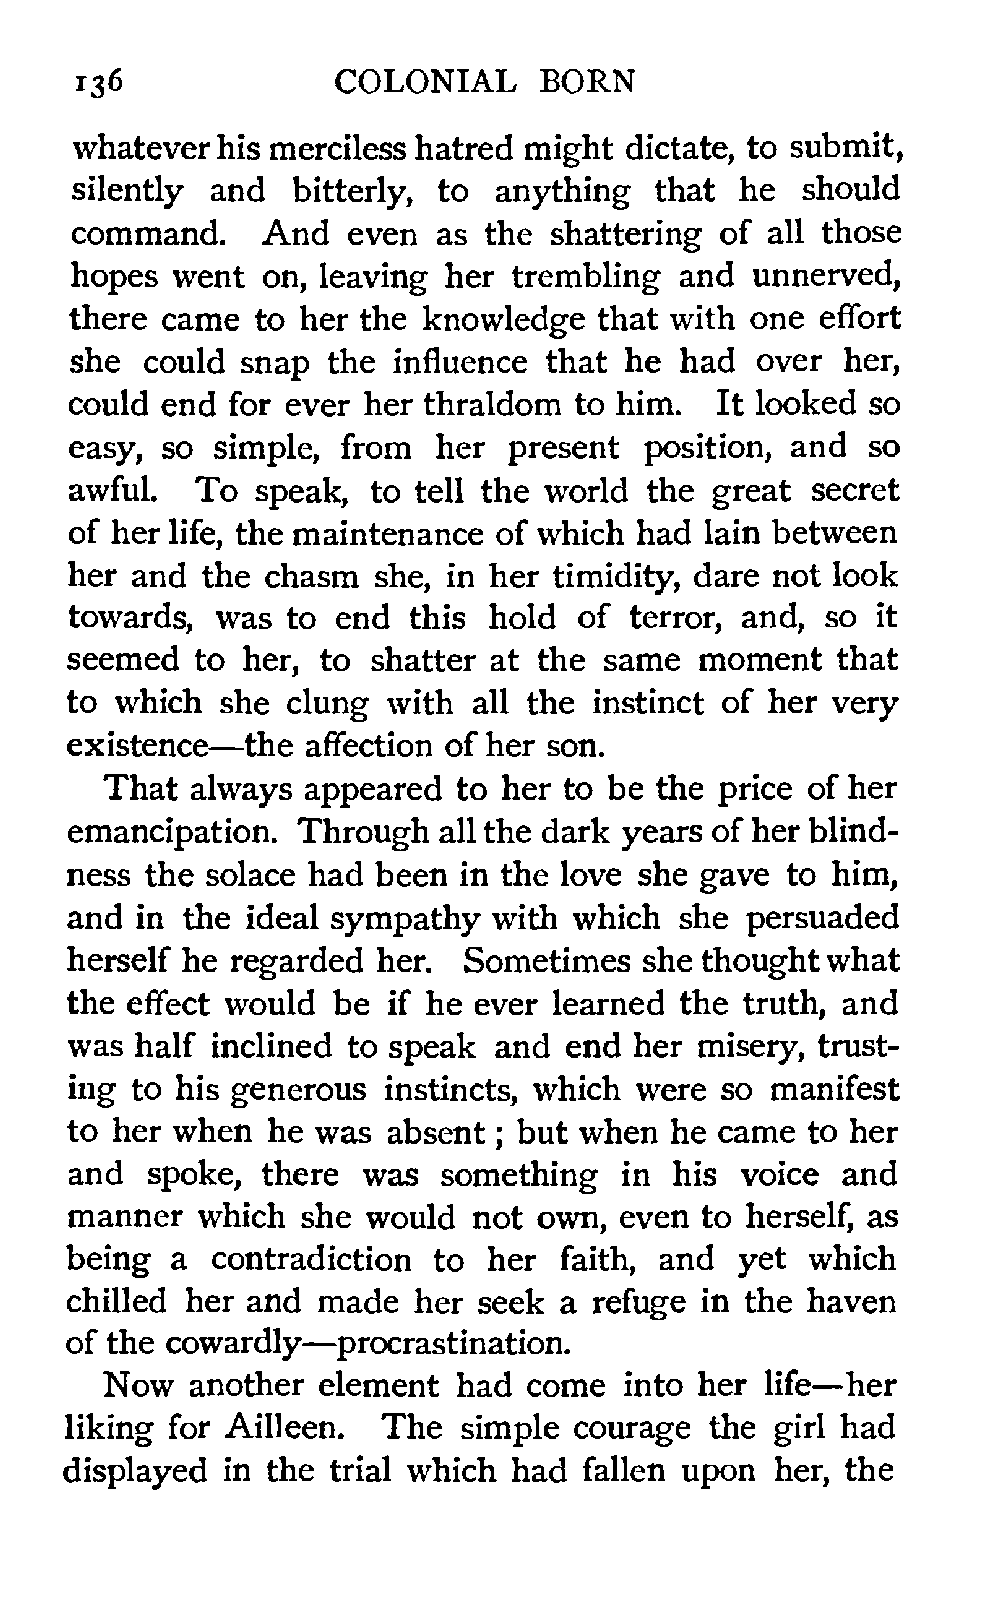 136 COLONIAL BORN
whatever his merciless hatred might dictate, to submit,
silently and bitterly, to anything that he should
command. And even as the shattering of all those
hopes went on, leaving her trembling and unnerved,
there came to her the knowledge that with one effort
she could snap the influence that he had over her,
could end for ever her thraldom to him. It looked so
easy, so simple, from her present position, and so
awful. To speak, to tell the world the great secret
of her life, the maintenance of which had lain between
her and the chasm she, in her timidity, dare not look
towards, was to end this hold of terror, and, so it
seemed to her, to shatter at the same moment that
to which she clung with all the instinct of her very
existence—the affection of her son.
That always appeared to her to be the price of her
emancipation. Through all the dark years of her blind-
ness the solace had been in the love she gave to him,
and in the ideal sympathy with which she persuaded
herself he regarded her. Sometimes she thought what
the effect would be if he ever learned the truth, and
was half inclined to speak and end her misery, trust-
ing to his generous instincts, which were so manifest
to her when he was absent ; but when he came to her
and spoke, there was something in his voice and
manner which she would not own, even to herself, as
being a contradiction to her faith, and yet which
chilled her and made her seek a refuge in the haven
of the cowardly—procrastination.
Now another element had come into her life—her
liking for Ailleen. The simple courage the girl had
displayed in the trial which had fallen upon her, the